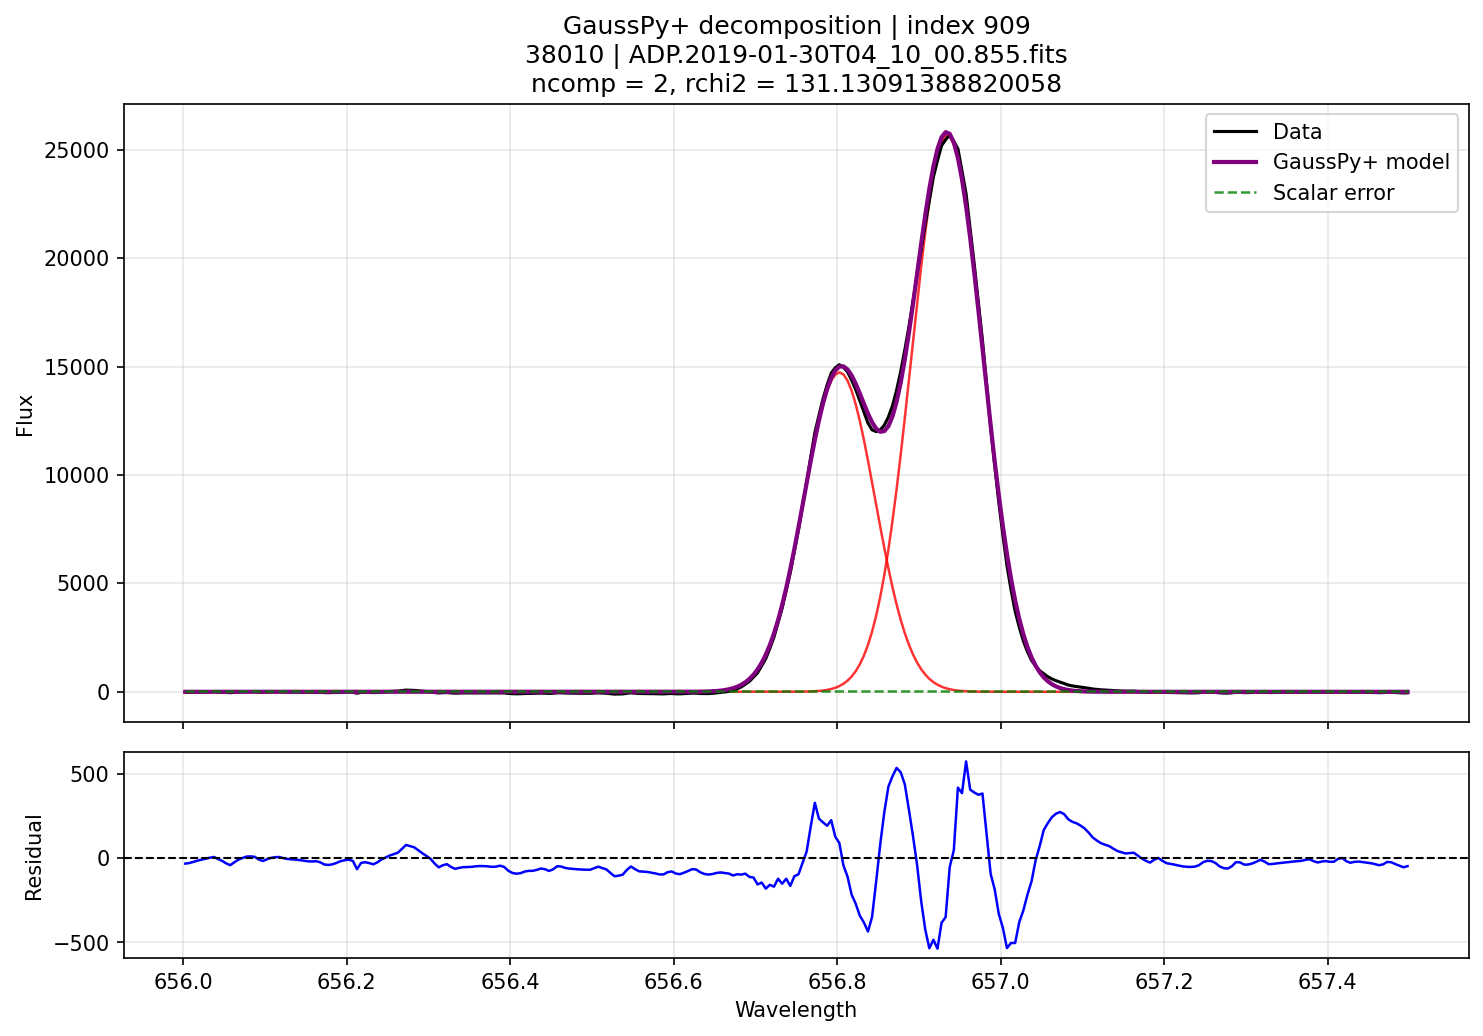 GaussPy+ decomposition | index 909
38010 | ADP.2019-01-30T04_10_00.855.fits
ncomp = 2, rchi2 = 131.13091388820058
Data
GaussPy+ model
Scalar error
25000
20000
15000
10000
5000
0
Flux
500
0
−500
Residual
656.0 656.2 656.4 656.6 656.8 657.0 657.2 657.4
Wavelength